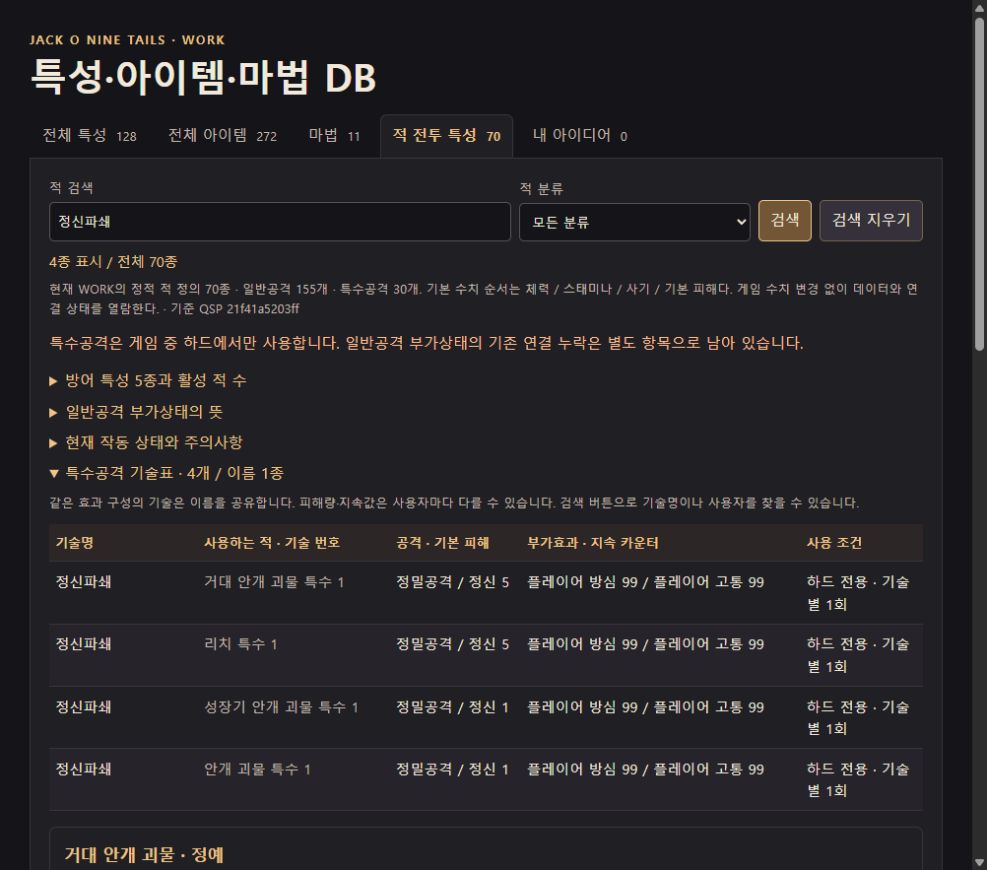 JACK O NINE TAILS · WORK
특성·아이템·마법 DB
전체 특성 128 전체 아이템 272 마법 11 적 전투 특성 70 내 아이디어 0
적 검색 적 분류
정신파쇄 모든 분류 검색 검색 지우기
4종 표시 / 전체 70종
현재 WORK의 정적 적 정의 70종 · 일반공격 155개 · 특수공격 30개. 기본 수치 순서는 체력 / 스태미나 / 사기 / 기본 피해다. 게임 수치 변경 없이 데이터와 연
결 상태를 열람한다. · 기준 QSP 21f41a5203ff
특수공격은 게임 중 하드에서만 사용합니다. 일반공격 부가상태의 기존 연결 누락은 별도 항목으로 남아 있습니다.
▶ 방어 특성 5종과 활성 적 수
▶ 일반공격 부가상태의 뜻
▶ 현재 작동 상태와 주의사항
▼ 특수공격 기술표 · 4개 / 이름 1종
같은 효과 구성의 기술은 이름을 공유합니다. 피해량·지속값은 사용자마다 다를 수 있습니다. 검색 버튼으로 기술명이나 사용자를 찾을 수 있습니다.
기술명 사용하는 적 · 기술 번호 공격 · 기본 피해 부가효과 · 지속 카운터 사용 조건
정신파쇄 거대 안개 괴물 특수 1 정밀공격 / 정신 5 플레이어 방심 99 / 플레이어 고통 99 하드 전용 · 기술
별 1회
정신파쇄 리치 특수 1 정밀공격 / 정신 5 플레이어 방심 99 / 플레이어 고통 99 하드 전용 · 기술
별 1회
정신파쇄 성장기 안개 괴물 특수 1 정밀공격 / 정신 1 플레이어 방심 99 / 플레이어 고통 99 하드 전용 · 기술
별 1회
정신파쇄 안개 괴물 특수 1 정밀공격 / 정신 1 플레이어 방심 99 / 플레이어 고통 99 하드 전용 · 기술
별 1회
거대 안개 괴물 · 정예